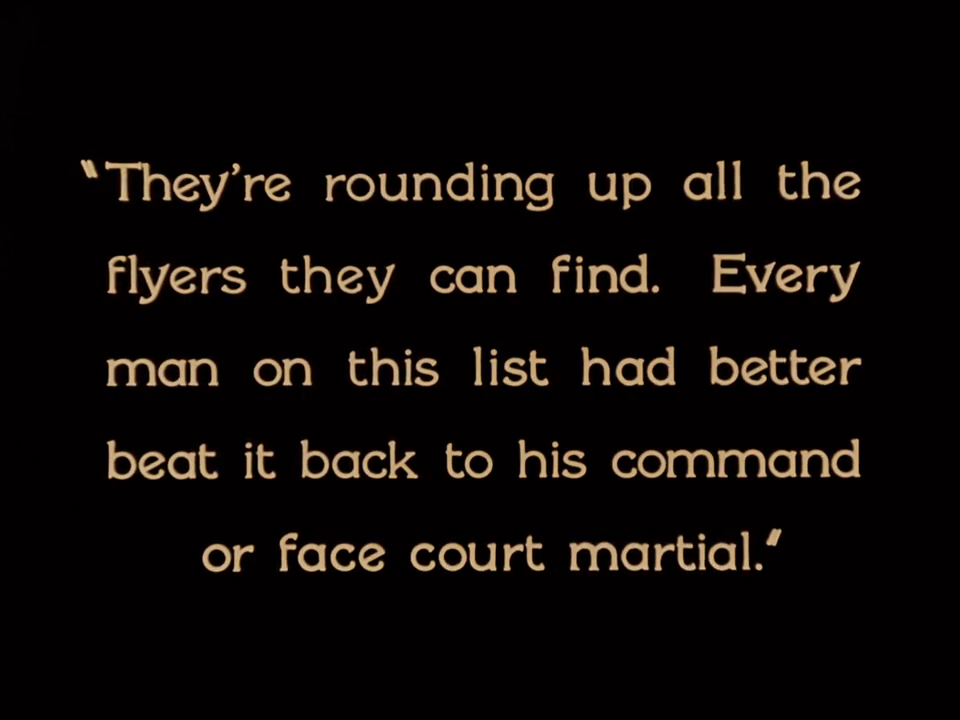 "They're rounding up all the
flyers they can find. Every
man on this list had better
beat it back to his command
or face court martial."